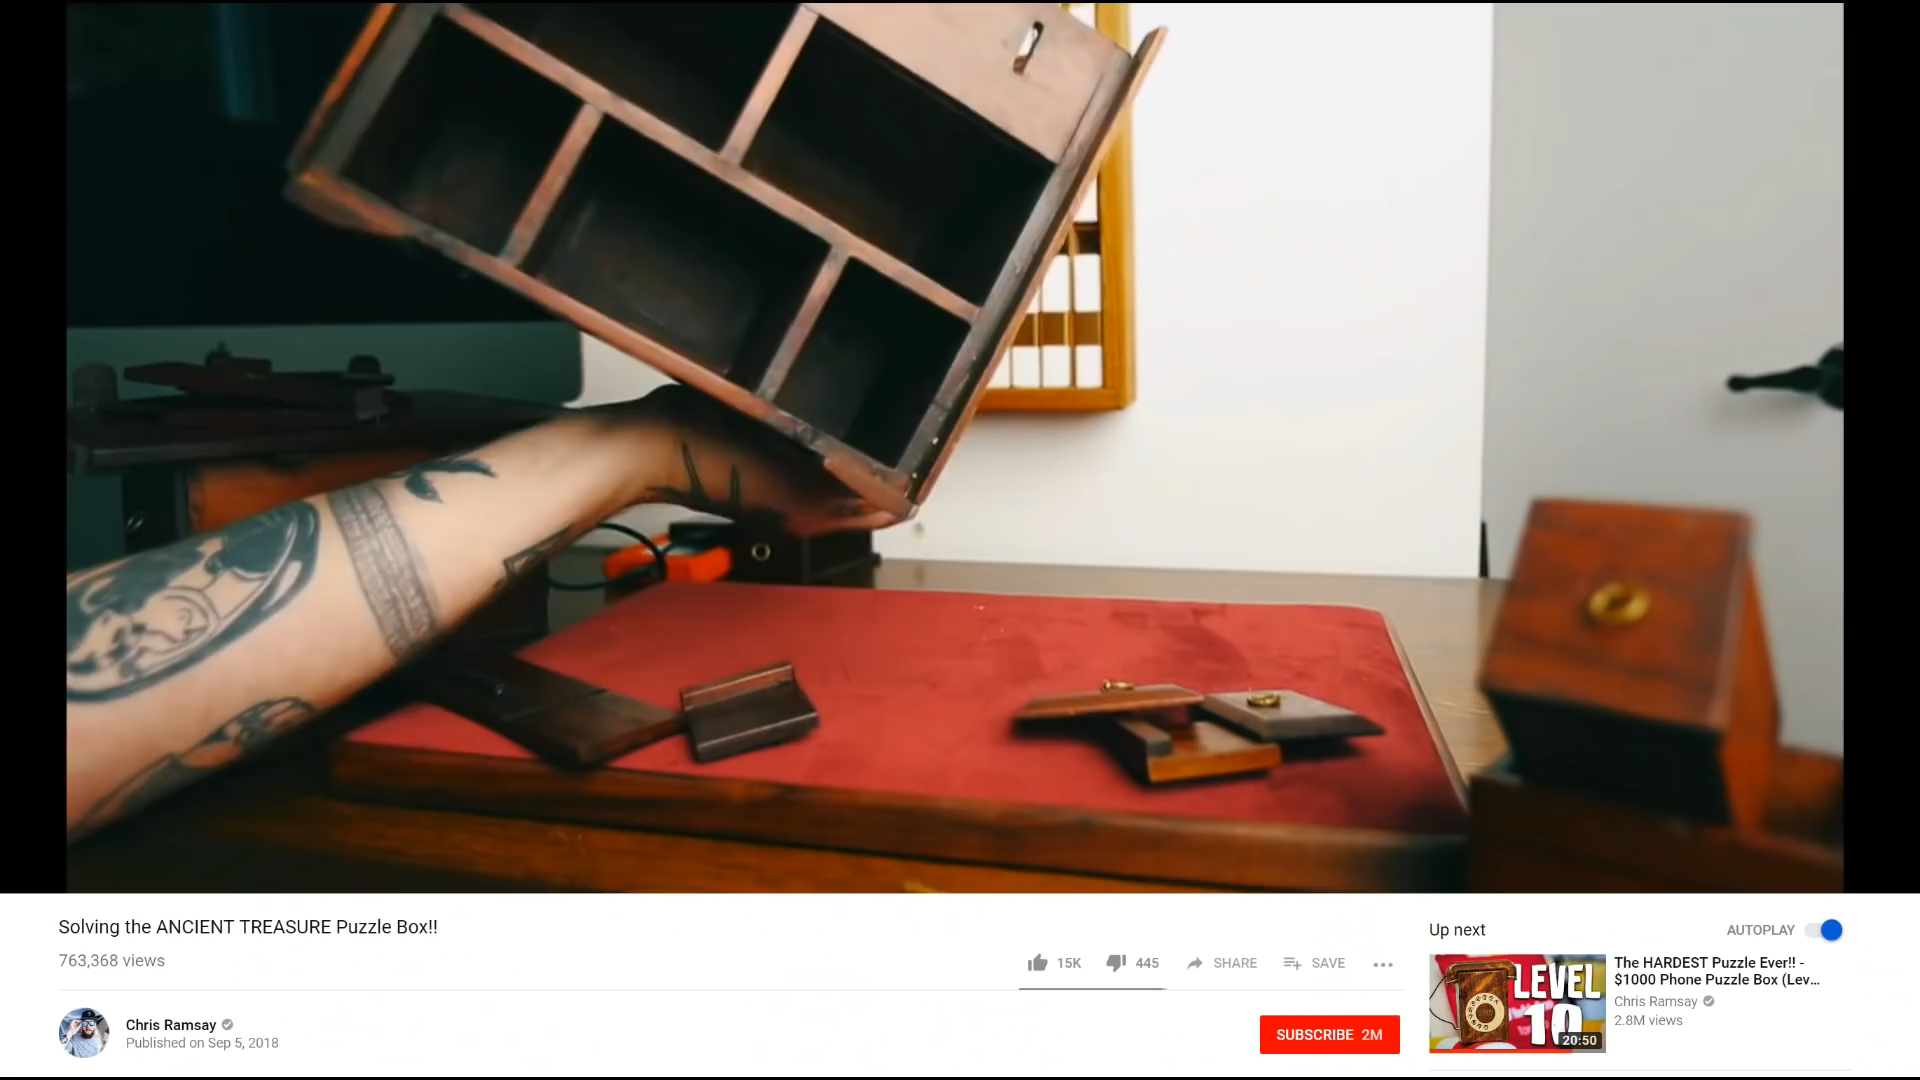 Solving the ANCIENT TREASURE Puzzle Box!!
763,368 views
15K
445
SHARE
SAVE
Chris Ramsay
Published on Sep 5, 2018
SUBSCRIBE 2M
Up next
AUTOPLAY
LEVEL
10
20:50
The HARDEST Puzzle Ever!! -
$1000 Phone Puzzle Box (Lev...
Chris Ramsay
2.8M views